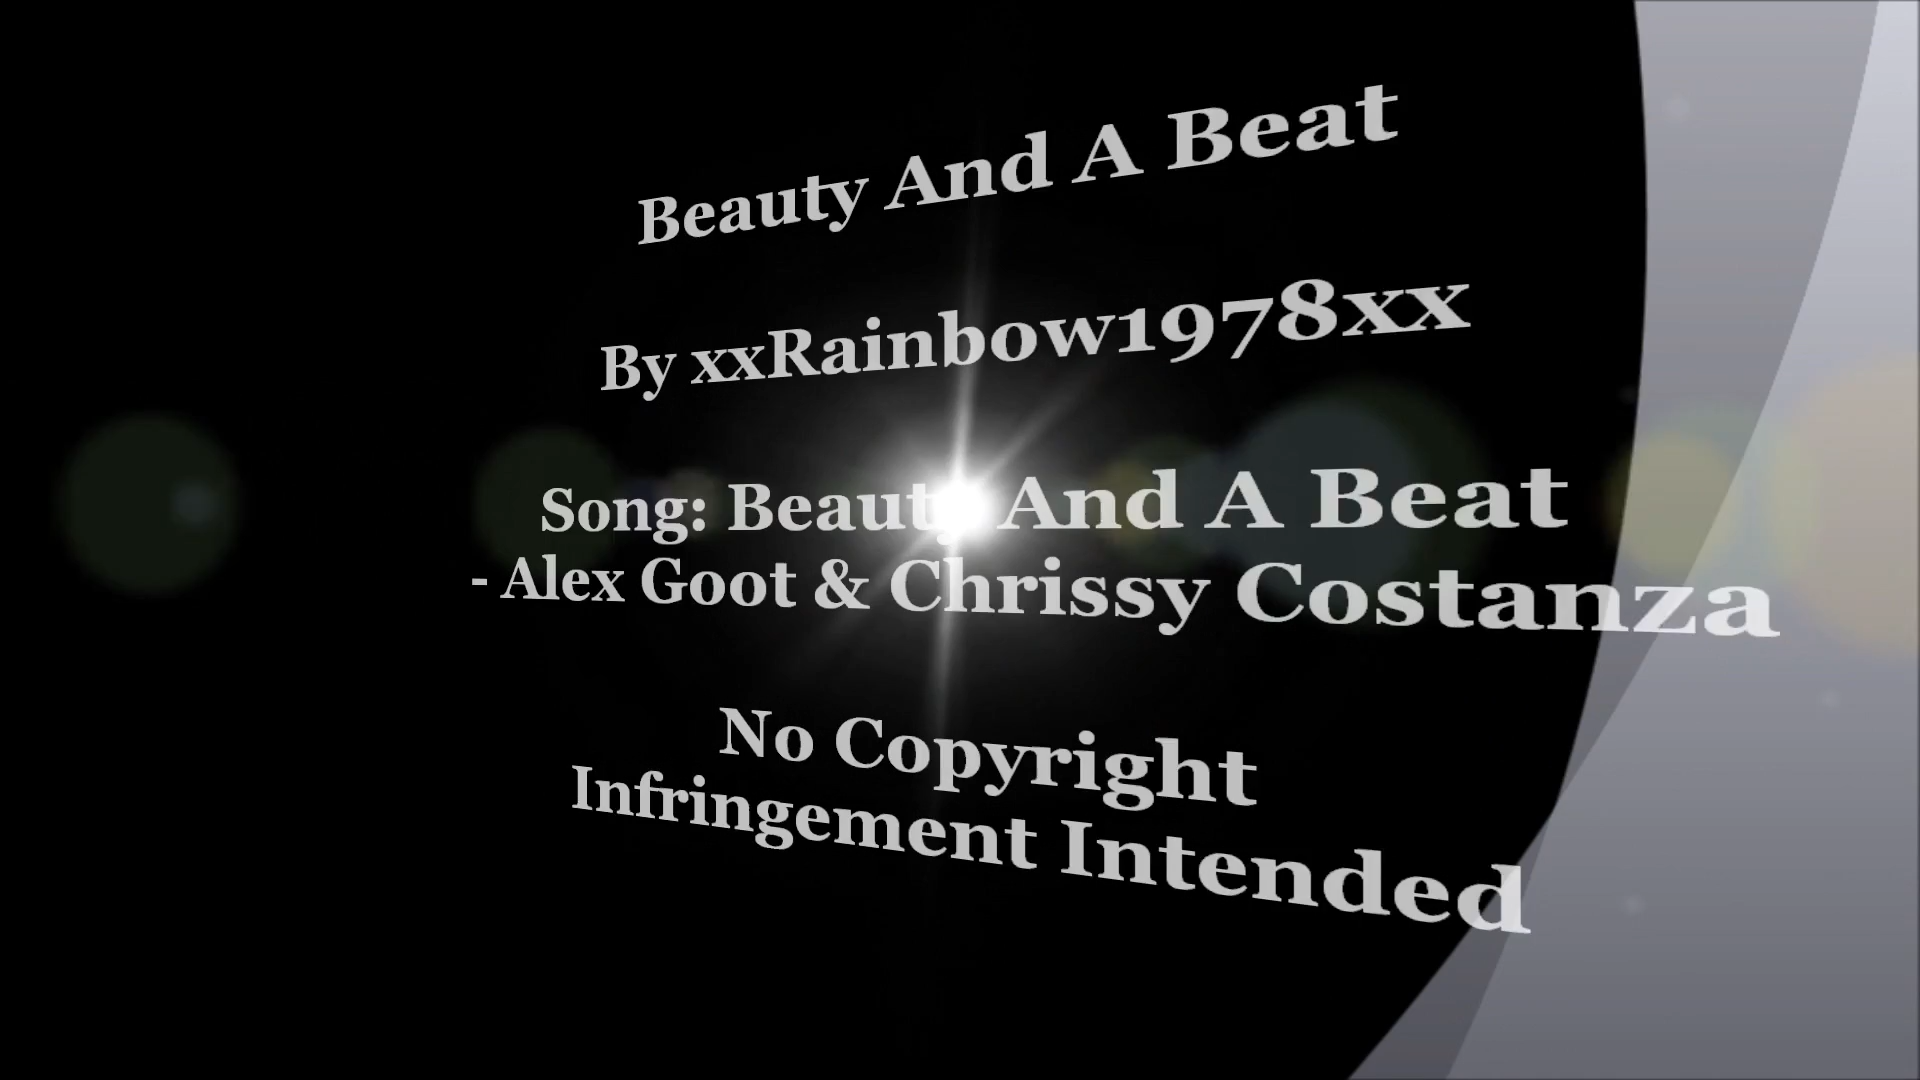 Beauty And A Beat
By xxRainbow1978xx
Song: Beauty And A Beat
- Alex Goot & Chrissy Costanza
No Copyright
Infringement Intended